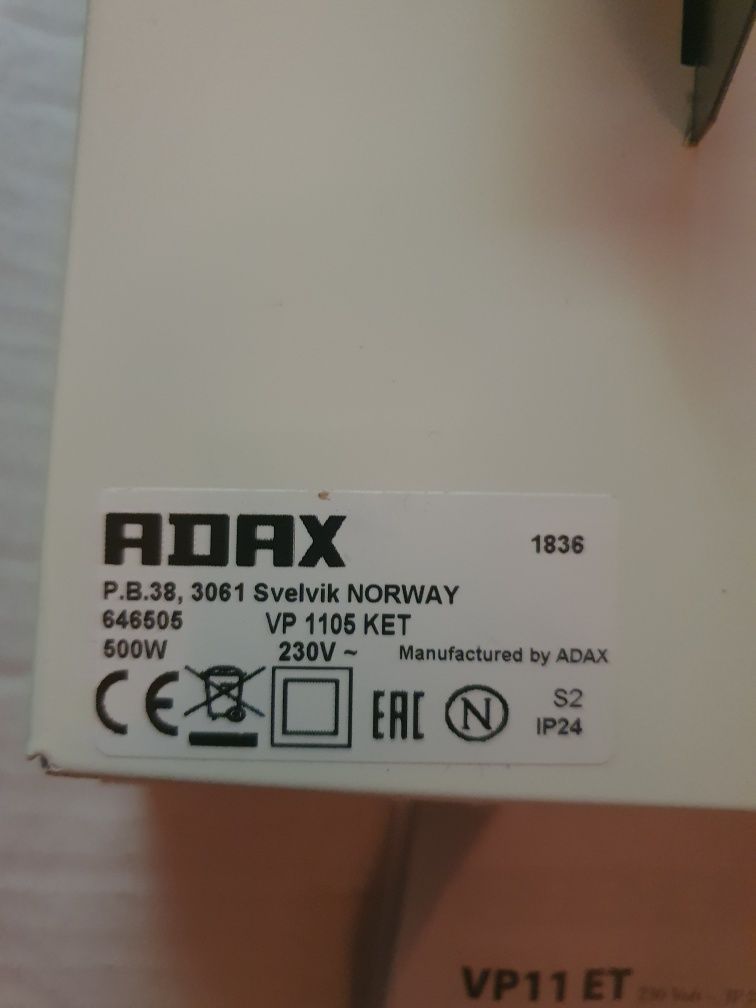 ADAX
1836
P.B.38, 3061 Svelvik NORWAY
646505 VP 1105 KET
500W 230V ~ Manufactured by ADAX
CE EAC N S2
IP24
VP11 ET